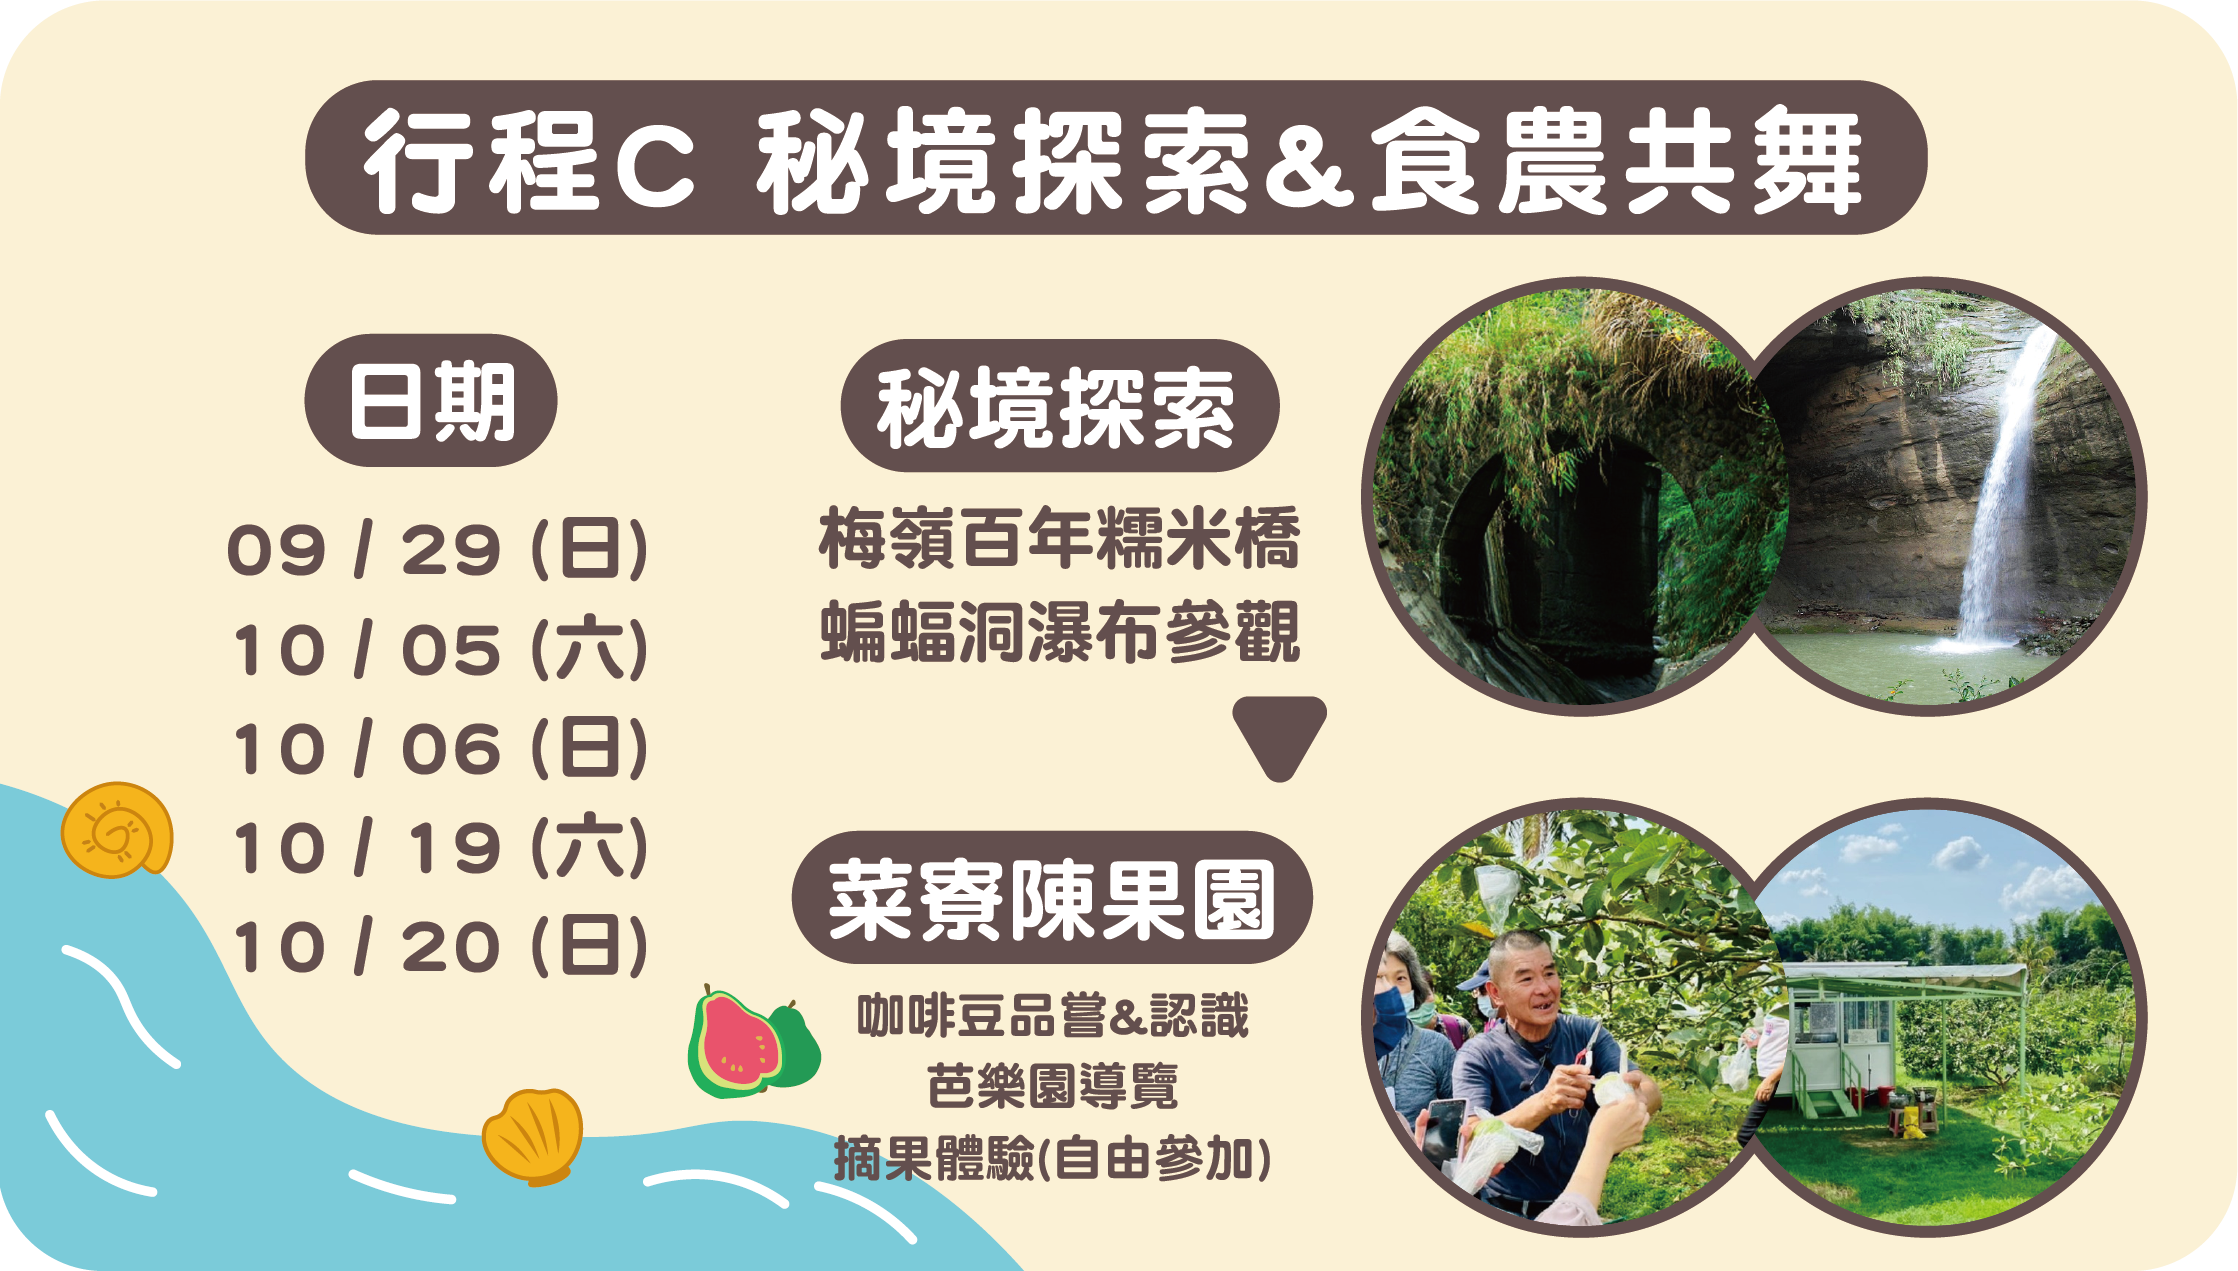 行程C 秘境探索&食農共舞
日期
09 / 29 (日)
10 / 05 (六)
10 / 06 (日)
10 / 19 (六)
10 / 20 (日)
秘境探索
梅嶺百年糯米橋
蝙蝠洞瀑布參觀
菜寮陳果園
咖啡豆品嘗&認識
芭樂園導覽
摘果體驗(自由參加)